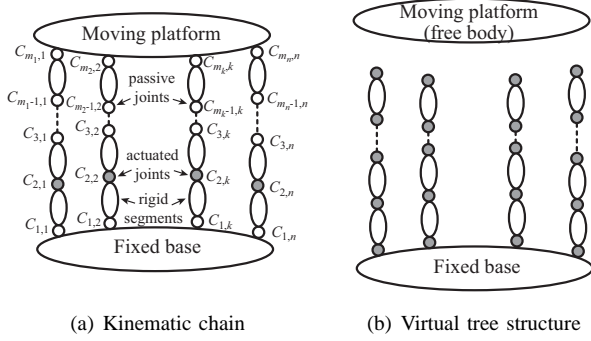 Moving platform
C_{m_1,1}
C_{m_2,2}
C_{m_k,k}
C_{m_n,n}
passive
joints
C_{m_1-1,1}
C_{m_2-1,2}
C_{m_k-1,k}
C_{m_n-1,n}
C_{3,1}
C_{3,2}
C_{3,k}
C_{3,n}
actuated
joints
C_{2,1}
C_{2,2}
C_{2,k}
C_{2,n}
rigid
segments
C_{1,1}
C_{1,2}
C_{1,k}
C_{1,n}
Fixed base
(a) Kinematic chain
Moving platform
(free body)
Fixed base
(b) Virtual tree structure